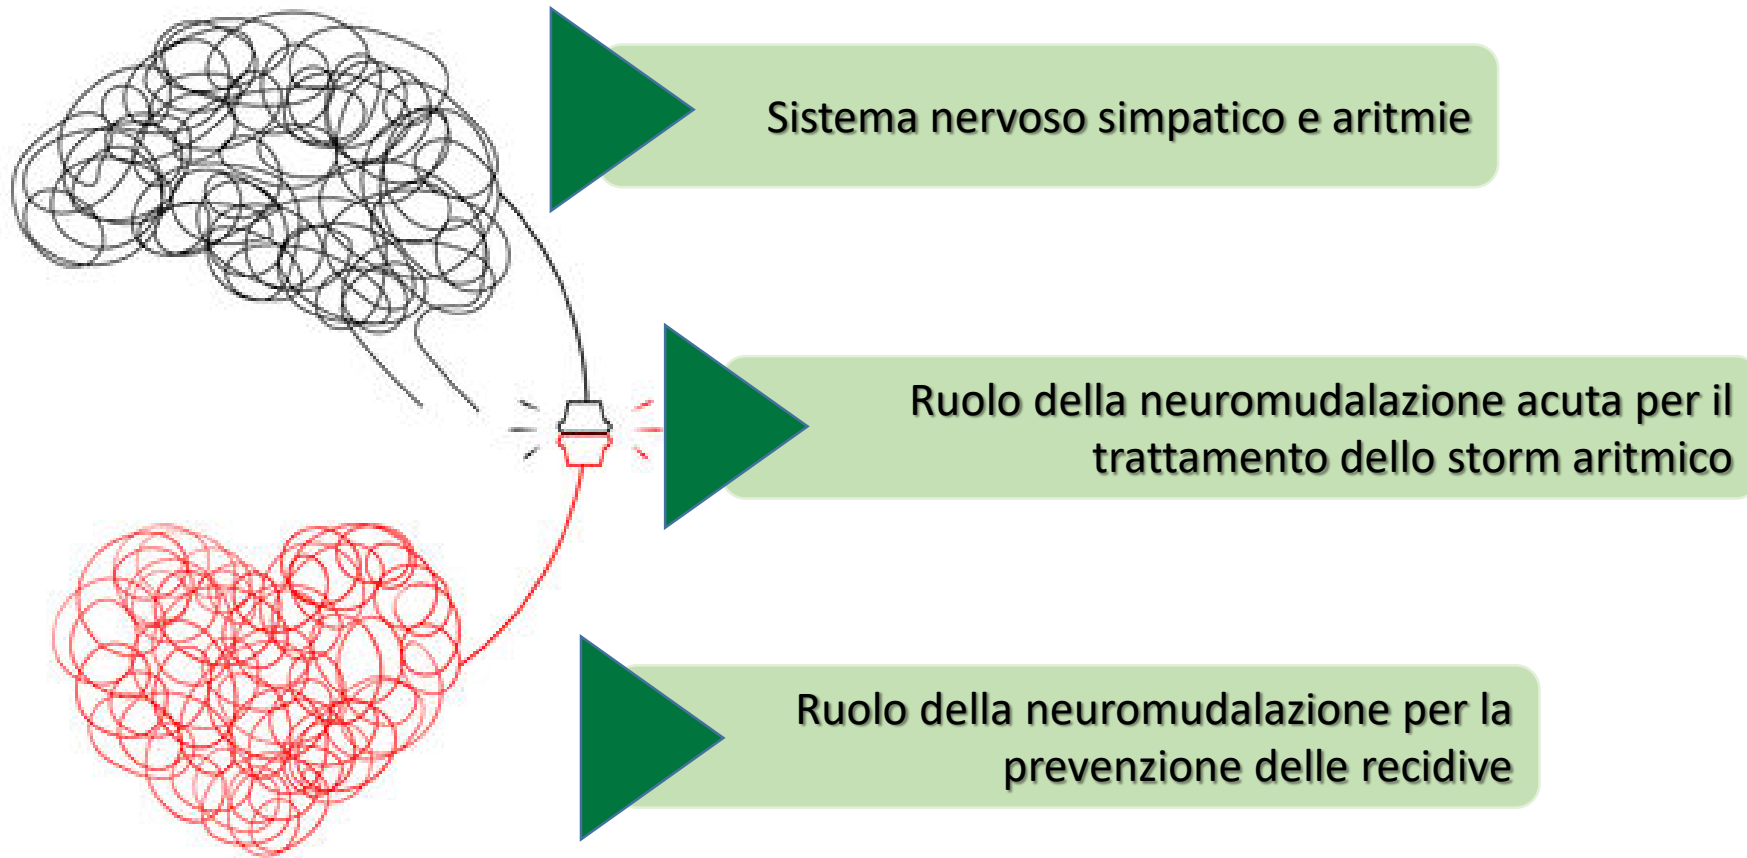 Sistema nervoso simpatico e aritmie
Ruolo della neuromudalazione acuta per il
trattamento dello storm aritmico
Ruolo della neuromudalazione per la
prevenzione delle recidive